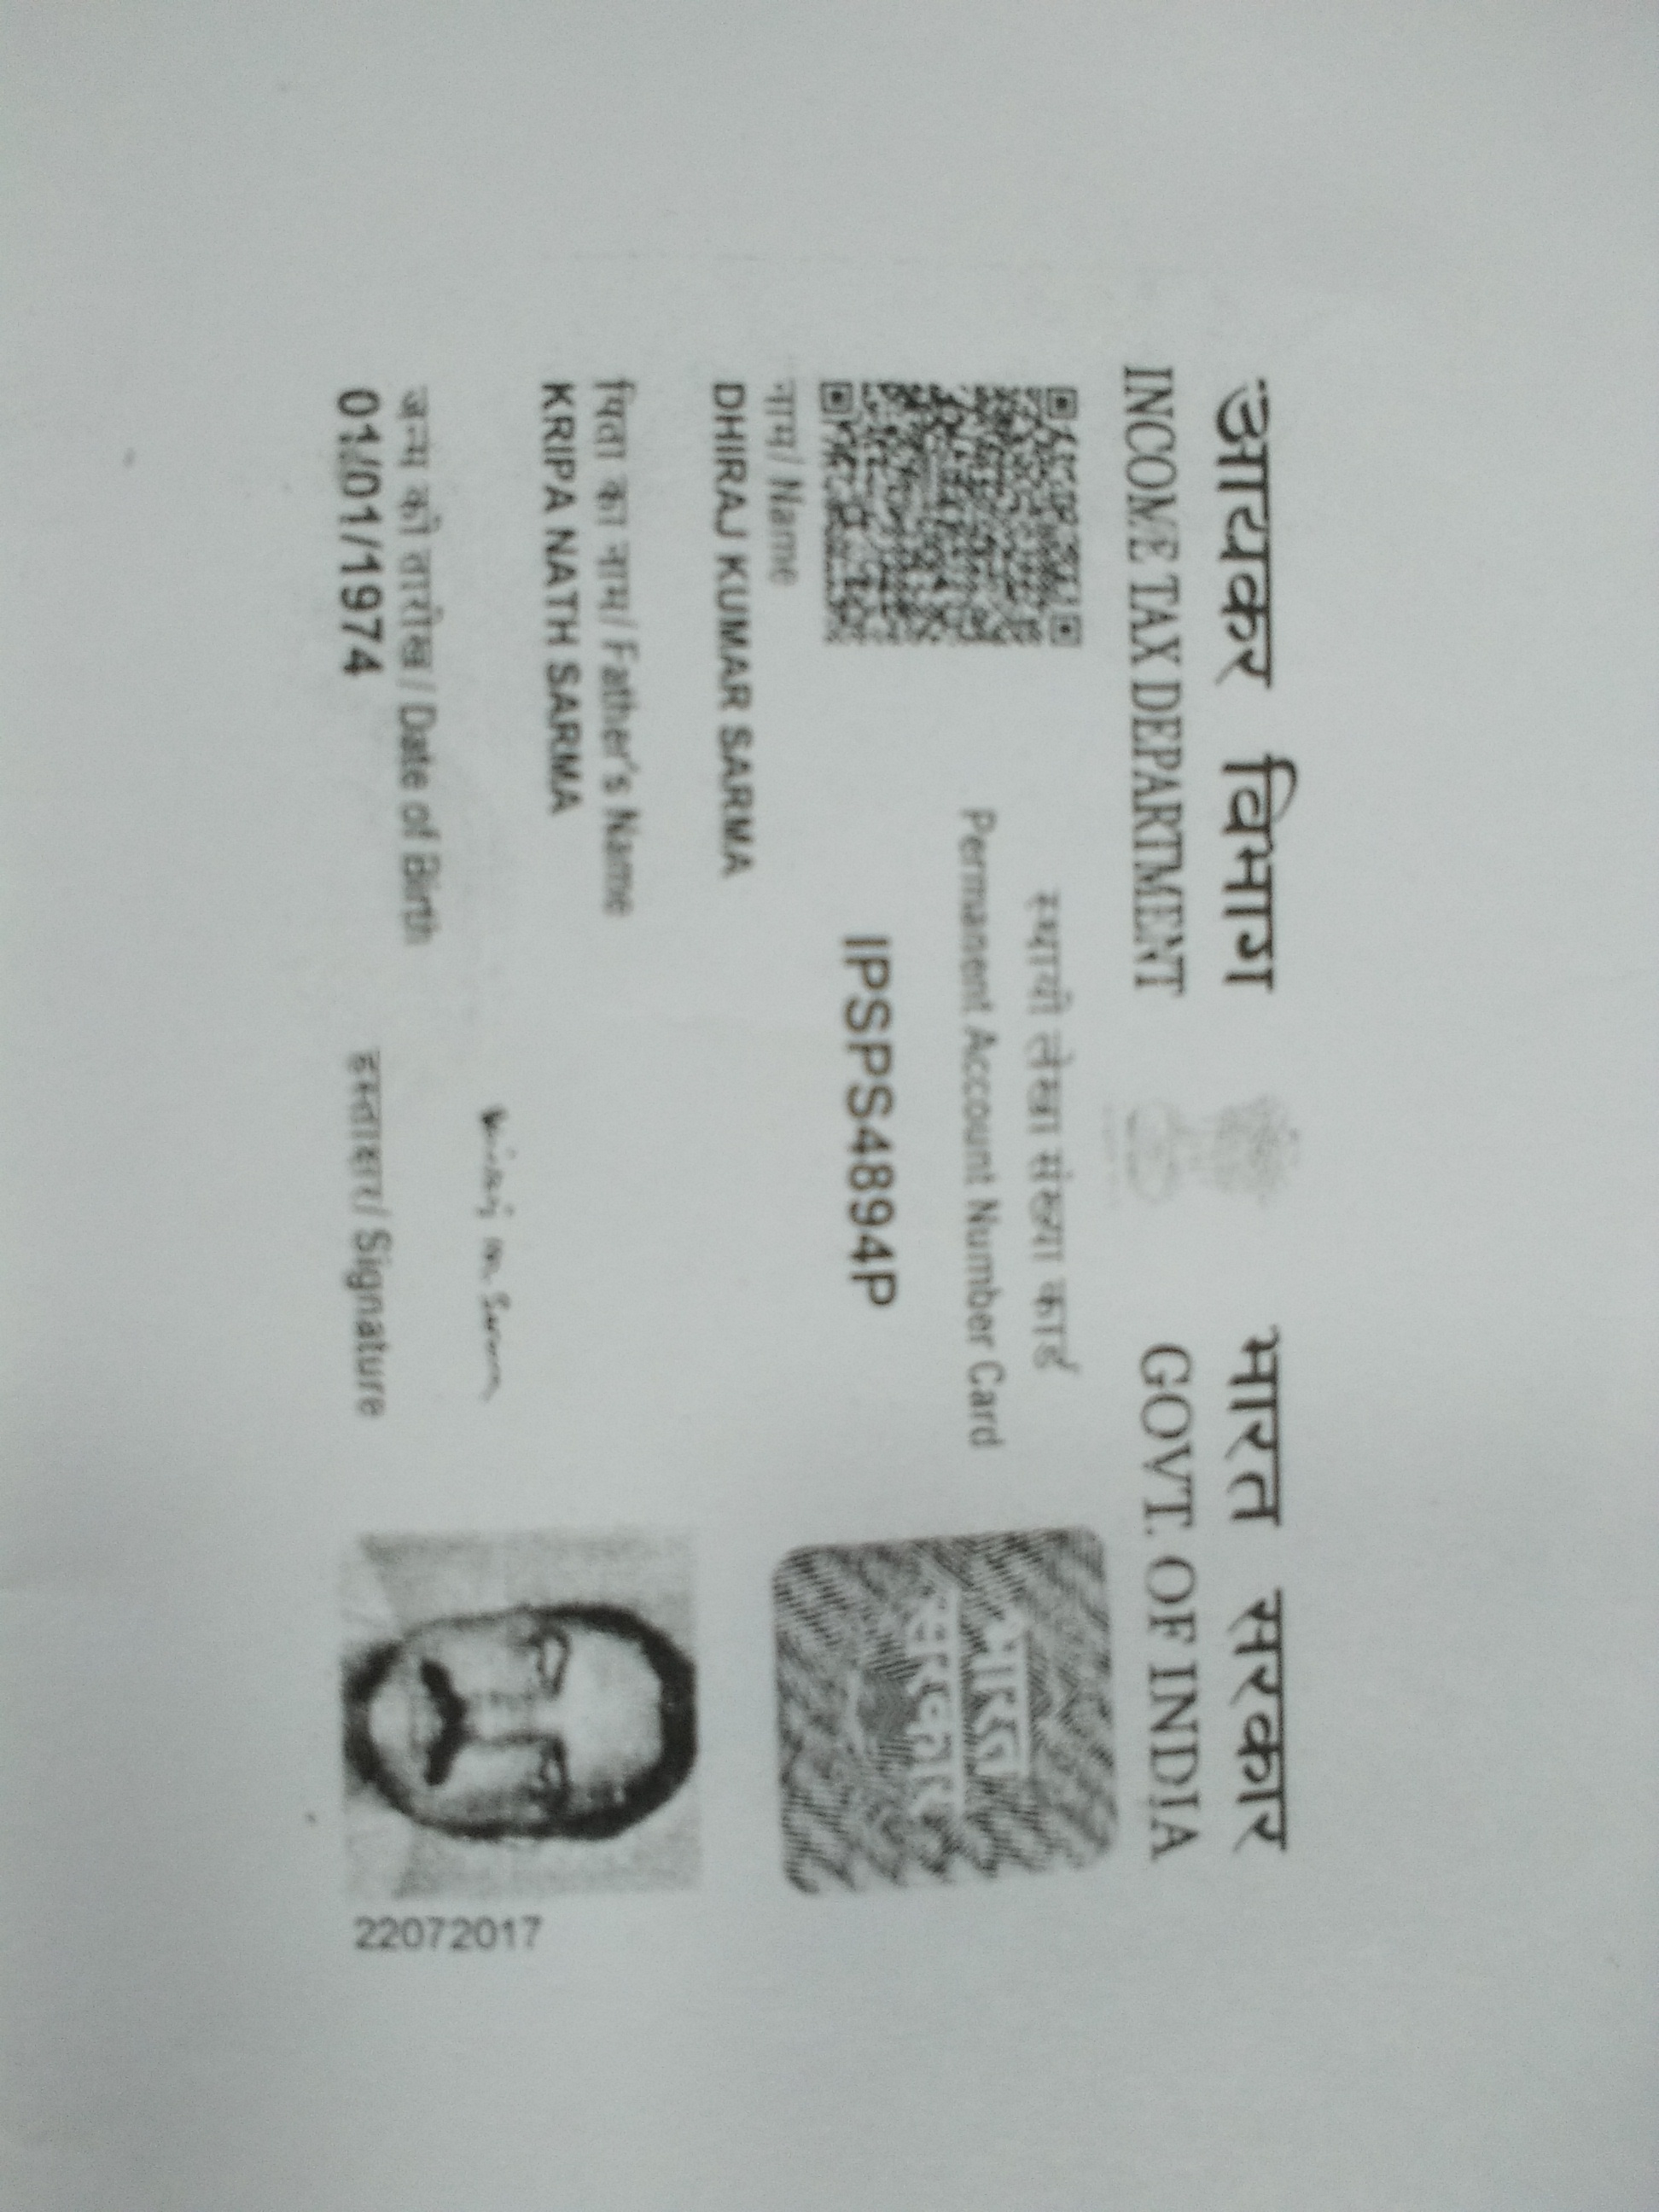 आयकर विभाग
INCOME TAX DEPARTMENT
भारत सरकार
GOVT. OF INDIA
स्थायी लेखा संख्या कार्ड
Permanent Account Number Card
IPSPS4894P
भारत
सरकार
नाम/ Name
DHIRAJ KUMAR SARMA
पिता का नाम/ Father's Name
KRIPA NATH SARMA
जन्म की तारीख / Date of Birth
01/01/1974
हस्ताक्षर/ Signature
22072017